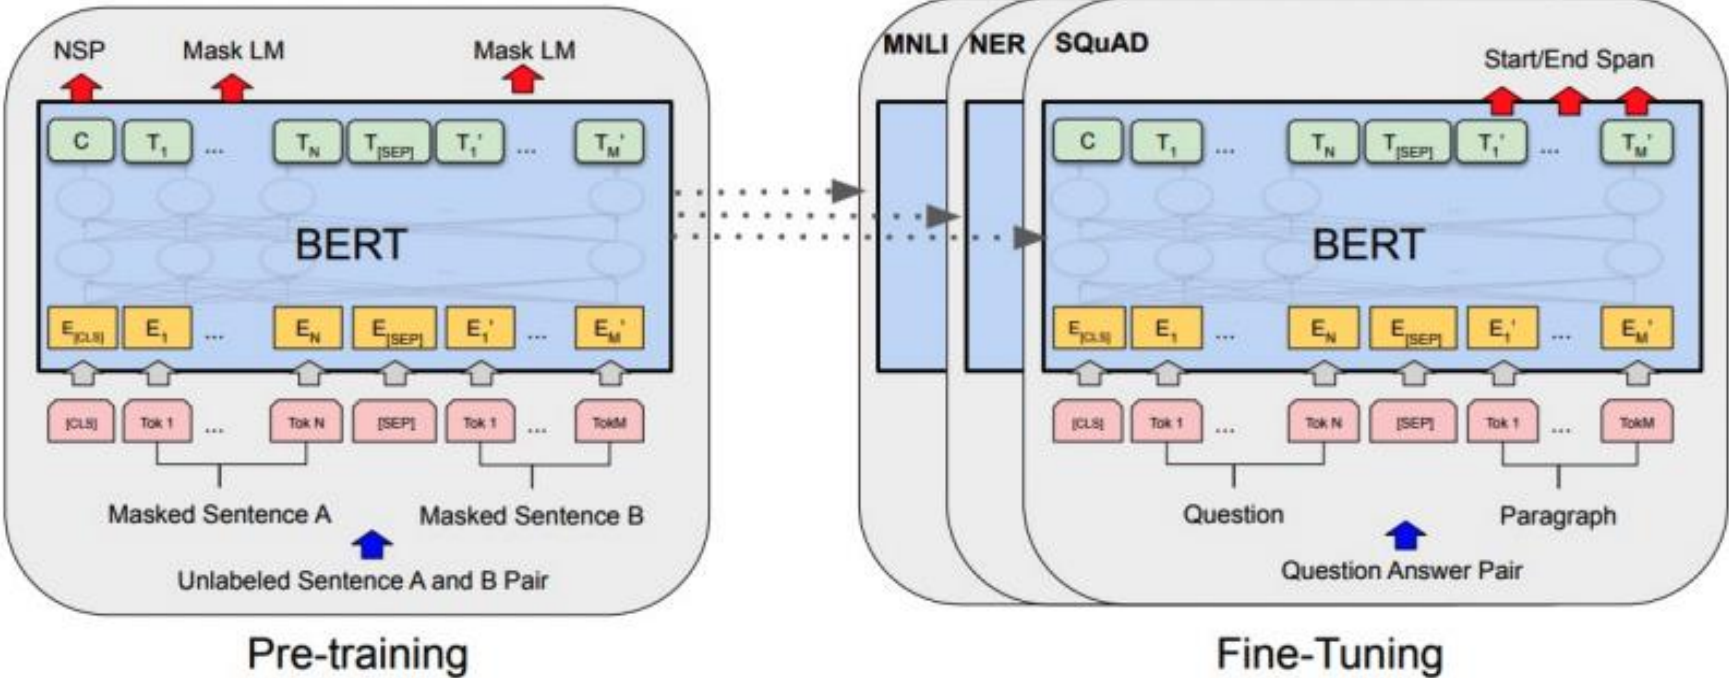 NSP Mask LM Mask LM
C T1 ... TN T[SEP] T1' ... TM'
BERT
E[CLS] E1 ... EN E[SEP] E1' ... EM'
[CLS] Tok 1 ... Tok N [SEP] Tok 1 ... TokM
Masked Sentence A Masked Sentence B
Unlabeled Sentence A and B Pair
Pre-training
MNLI NER SQuAD
Start/End Span
C T1 ... TN T[SEP] T1' ... TM'
BERT
E[CLS] E1 ... EN E[SEP] E1' ... EM'
[CLS] Tok 1 ... Tok N [SEP] Tok 1 ... TokM
Question Paragraph
Question Answer Pair
Fine-Tuning